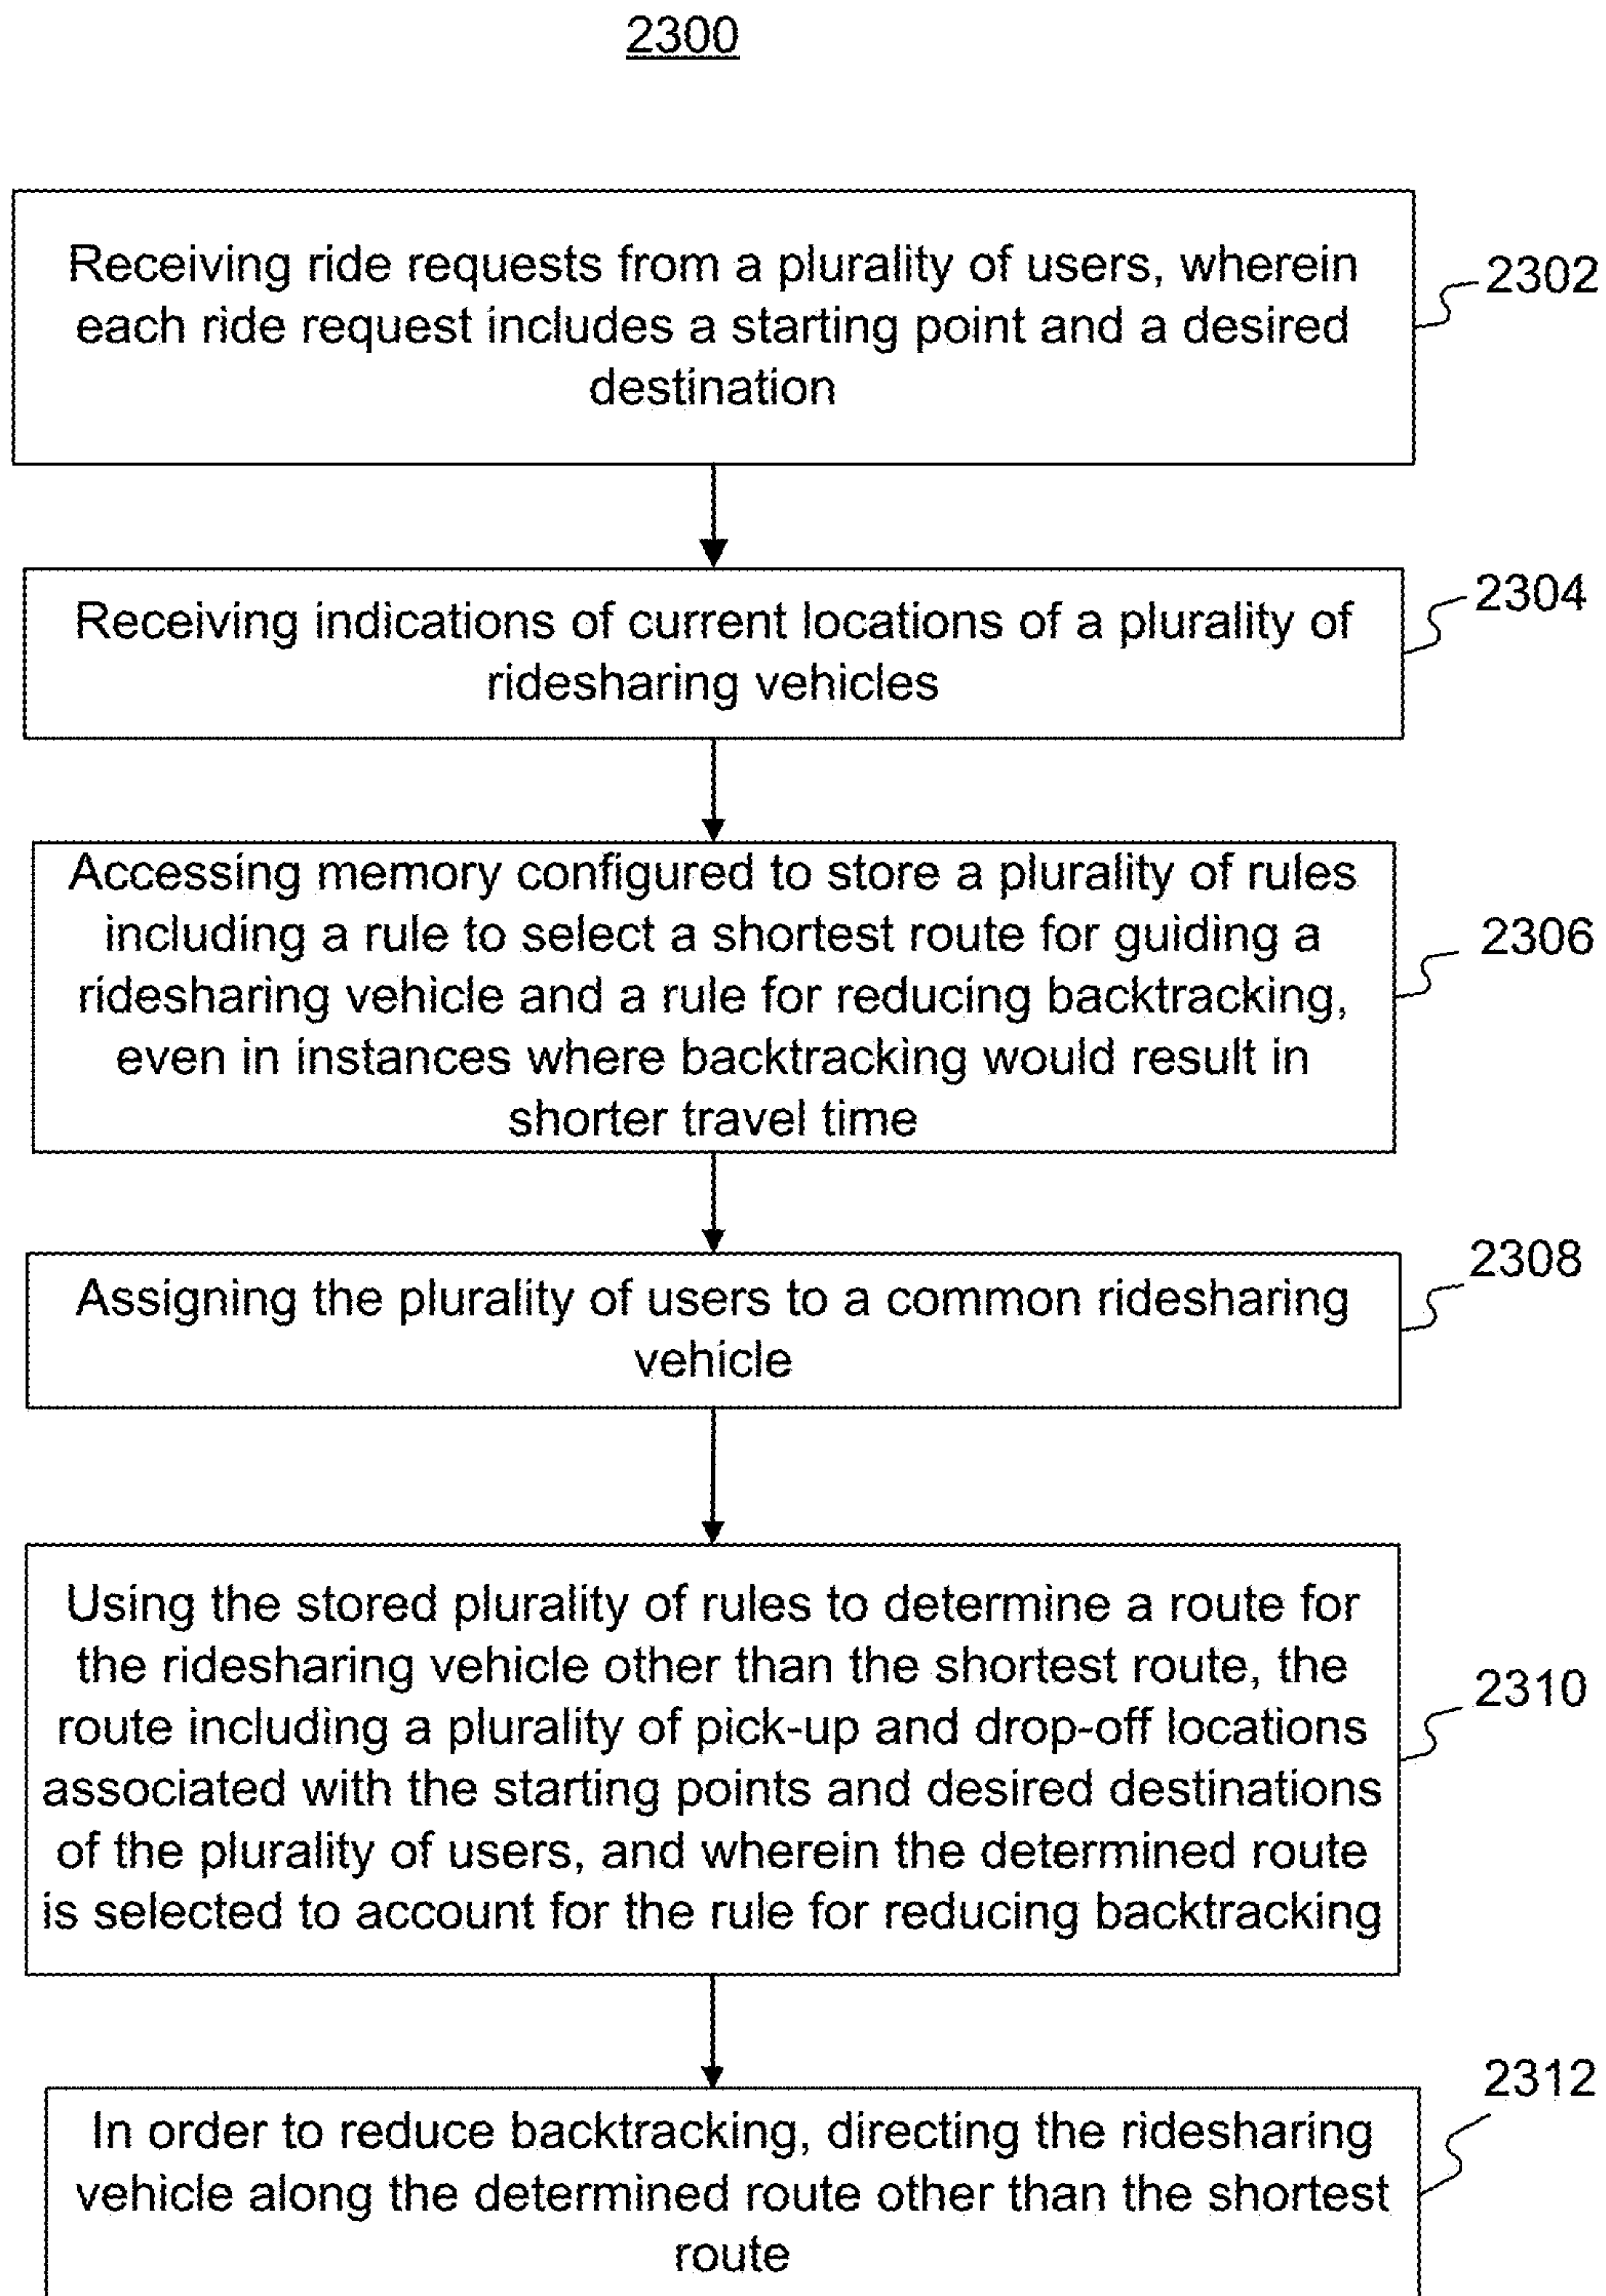 2300
Receiving ride requests from a plurality of users, wherein
each ride request includes a starting point and a desired
destination
2302
Receiving indications of current locations of a plurality of
ridesharing vehicles
2304
Accessing memory configured to store a plurality of rules
including a rule to select a shortest route for guiding a
ridesharing vehicle and a rule for reducing backtracking,
even in instances where backtracking would result in
shorter travel time
2306
Assigning the plurality of users to a common ridesharing
vehicle
2308
Using the stored plurality of rules to determine a route for
the ridesharing vehicle other than the shortest route, the
route including a plurality of pick-up and drop-off locations
associated with the starting points and desired destinations
of the plurality of users, and wherein the determined route
is selected to account for the rule for reducing backtracking
2310
In order to reduce backtracking, directing the ridesharing
vehicle along the determined route other than the shortest
route
2312